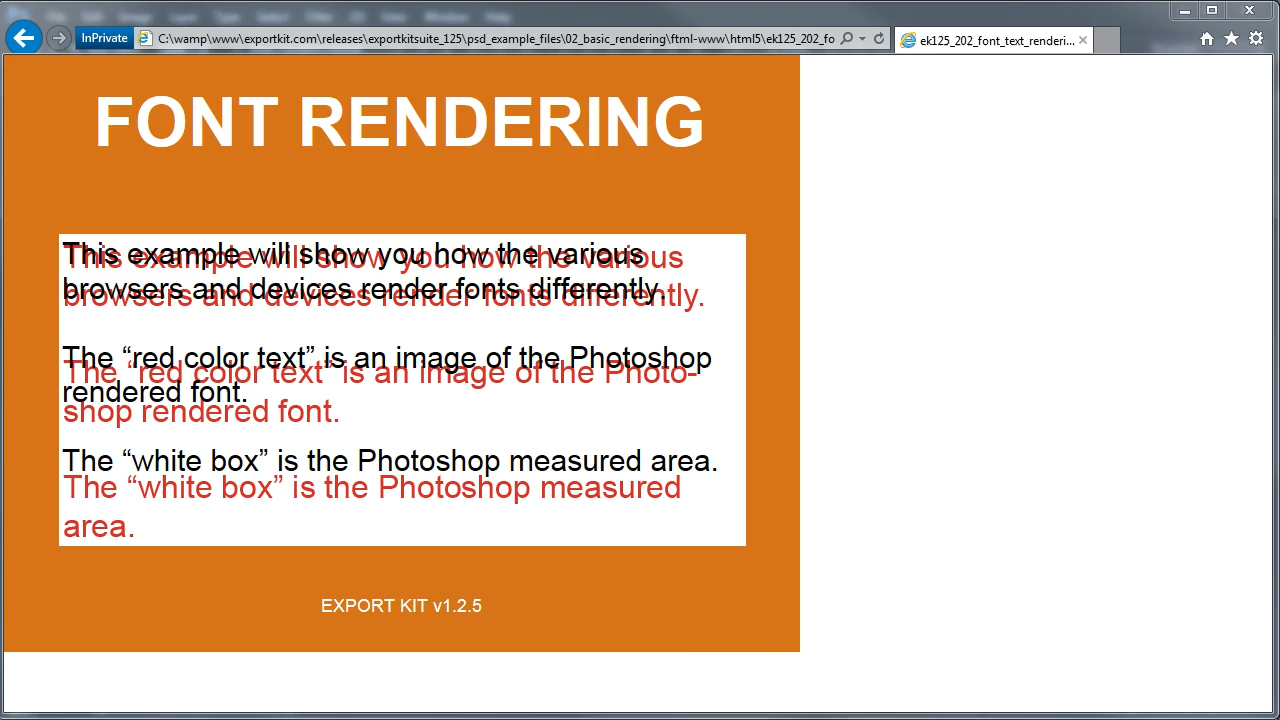 InPrivate
C:\wamp\www\exportkit.com\releases\exportkitsuite_125\psd_example_files\02_basic_rendering\ftml-www\html5\ek125_202_fo
ek125_202_font_text_renderi...
FONT RENDERING
This example will show you how the various
This example will show you how the various
browsers and devices render fonts differently.
browsers and devices render fonts differently.
The “red color text” is an image of the Photoshop
The “red color text” is an image of the Photo-
rendered font.
shop rendered font.
The “white box” is the Photoshop measured area.
The “white box” is the Photoshop measured
area.
EXPORT KIT v1.2.5